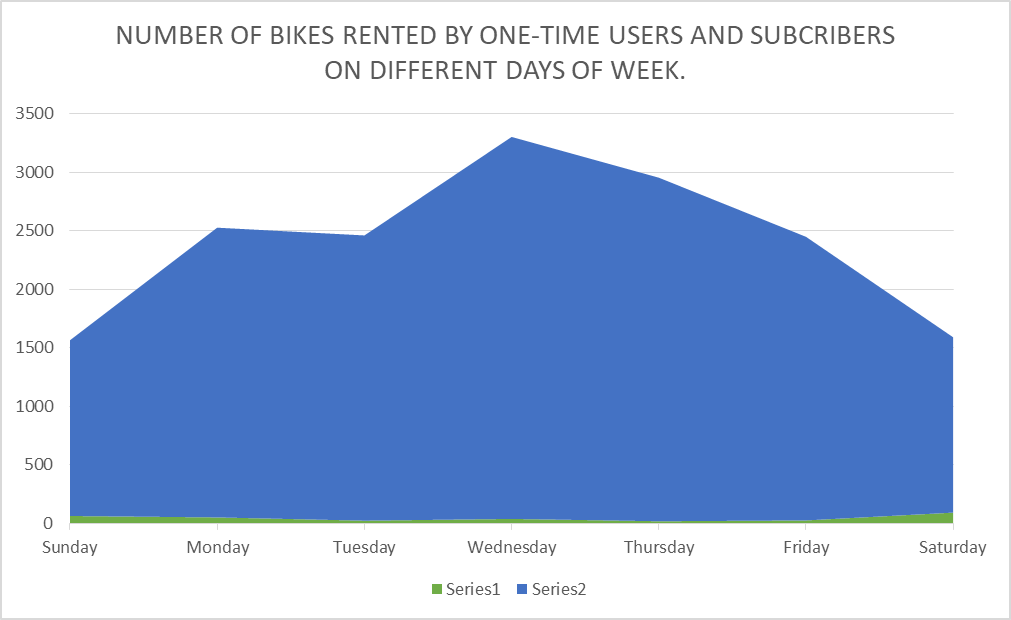 NUMBER OF BIKES RENTED BY ONE-TIME USERS AND SUBCRIBERS
ON DIFFERENT DAYS OF WEEK.
3500
3000
2500
2000
1500
1000
500
0
Sunday Monday Tuesday Wednesday Thursday Friday Saturday
Series1 Series2